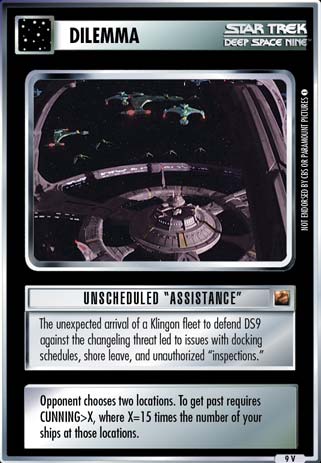 DILEMMA
STAR TREK
DEEP SPACE NINE
NOT ENDORSED BY CBS OR PARAMOUNT PICTURES
UNSCHEDULED "ASSISTANCE"
The unexpected arrival of a Klingon fleet to defend DS9
against the changeling threat led to issues with docking
schedules, shore leave, and unauthorized "inspections."
Opponent chooses two locations. To get past requires
CUNNING>X, where X=15 times the number of your
ships at those locations.
9 V